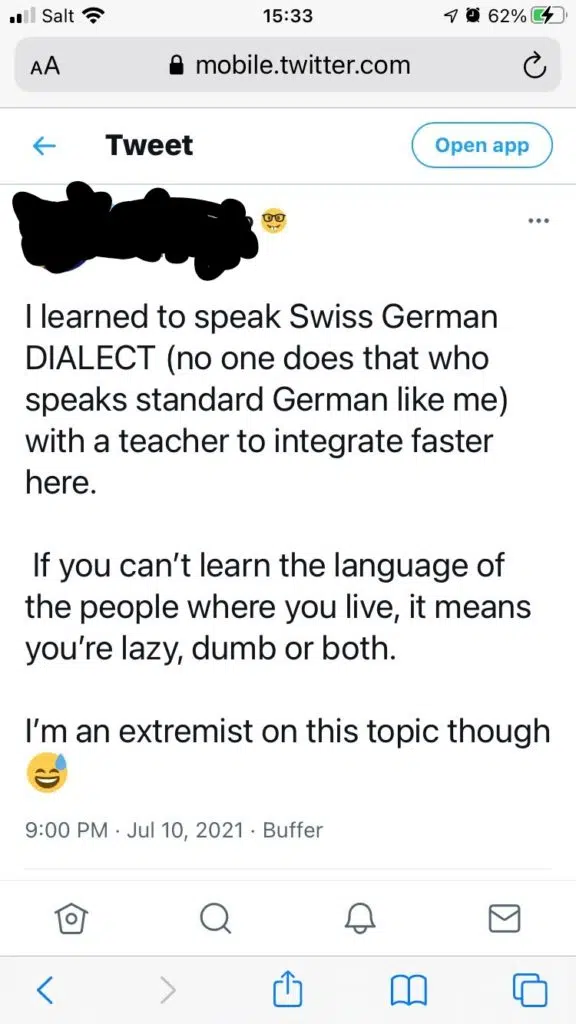 Salt 15:33 62%
AA mobile.twitter.com
Tweet Open app
I learned to speak Swiss German
DIALECT (no one does that who
speaks standard German like me)
with a teacher to integrate faster
here.
If you can’t learn the language of
the people where you live, it means
you’re lazy, dumb or both.
I’m an extremist on this topic though
😅
9:00 PM · Jul 10, 2021 · Buffer